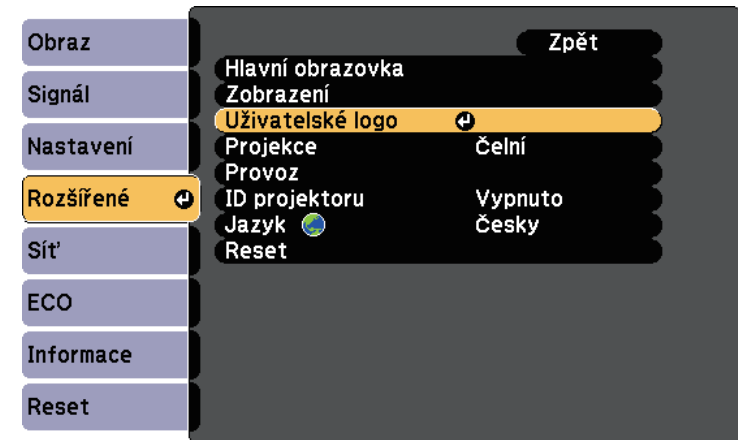 Obraz
Signál
Nastavení
Rozšířené
Síť
ECO
Informace
Reset
Zpět
Hlavní obrazovka
Zobrazení
Uživatelské logo
Projekce Čelní
Provoz
ID projektoru Vypnuto
Jazyk Česky
Reset